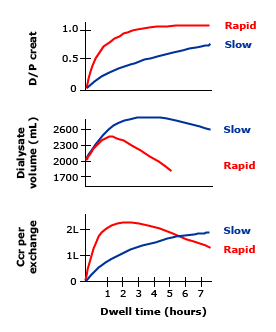 D/P creat
1.0
0.5
0
Rapid
Slow
Dialysate
volume (mL)
2600
2300
2000
1700
Slow
Rapid
Ccr per
exchange
2L
1L
0
Slow
Rapid
1 2 3 4 5 6 7
Dwell time (hours)